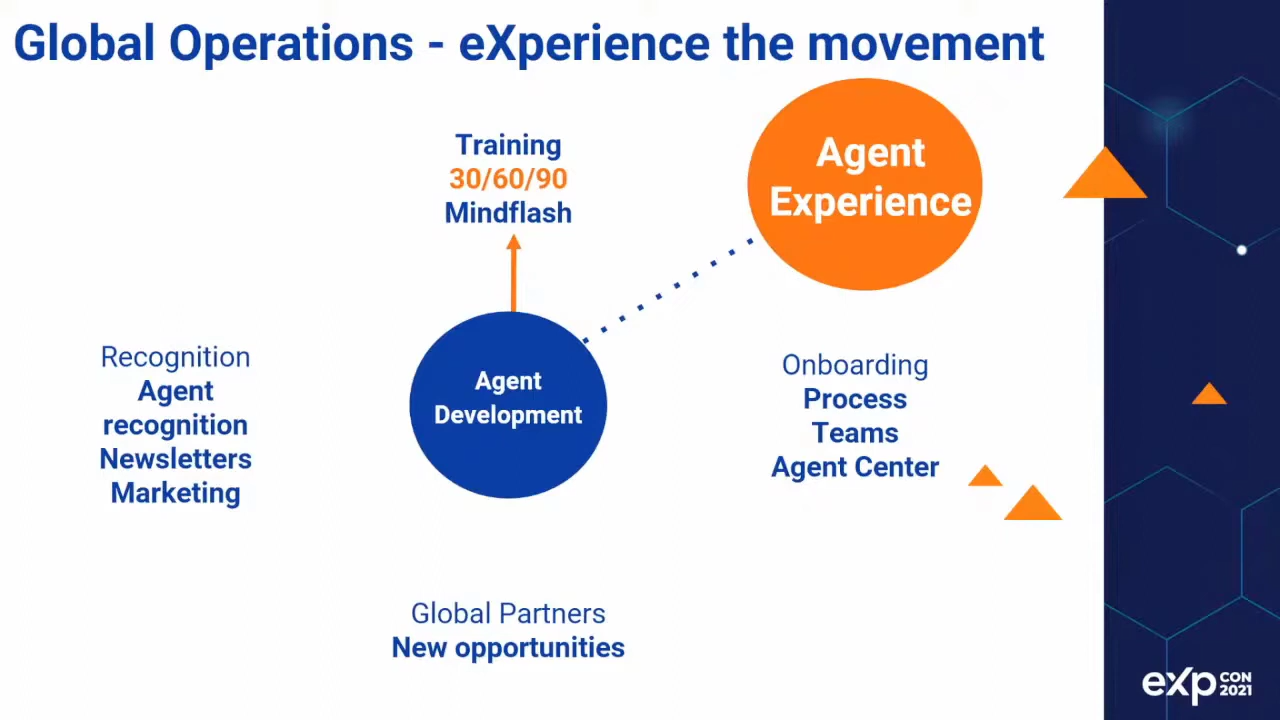 Global Operations - eXperience the movement
Training
30/60/90
Mindflash
Agent
Experience
Agent
Development
Recognition
Agent
recognition
Newsletters
Marketing
Onboarding
Process
Teams
Agent Center
Global Partners
New opportunities
exp CON
2021